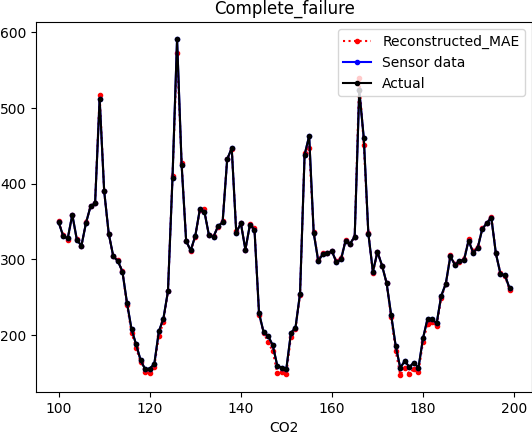 Complete_failure
600
500
400
300
200
Reconstructed_MAE
Sensor data
Actual
100 120 140 160 180 200
CO2